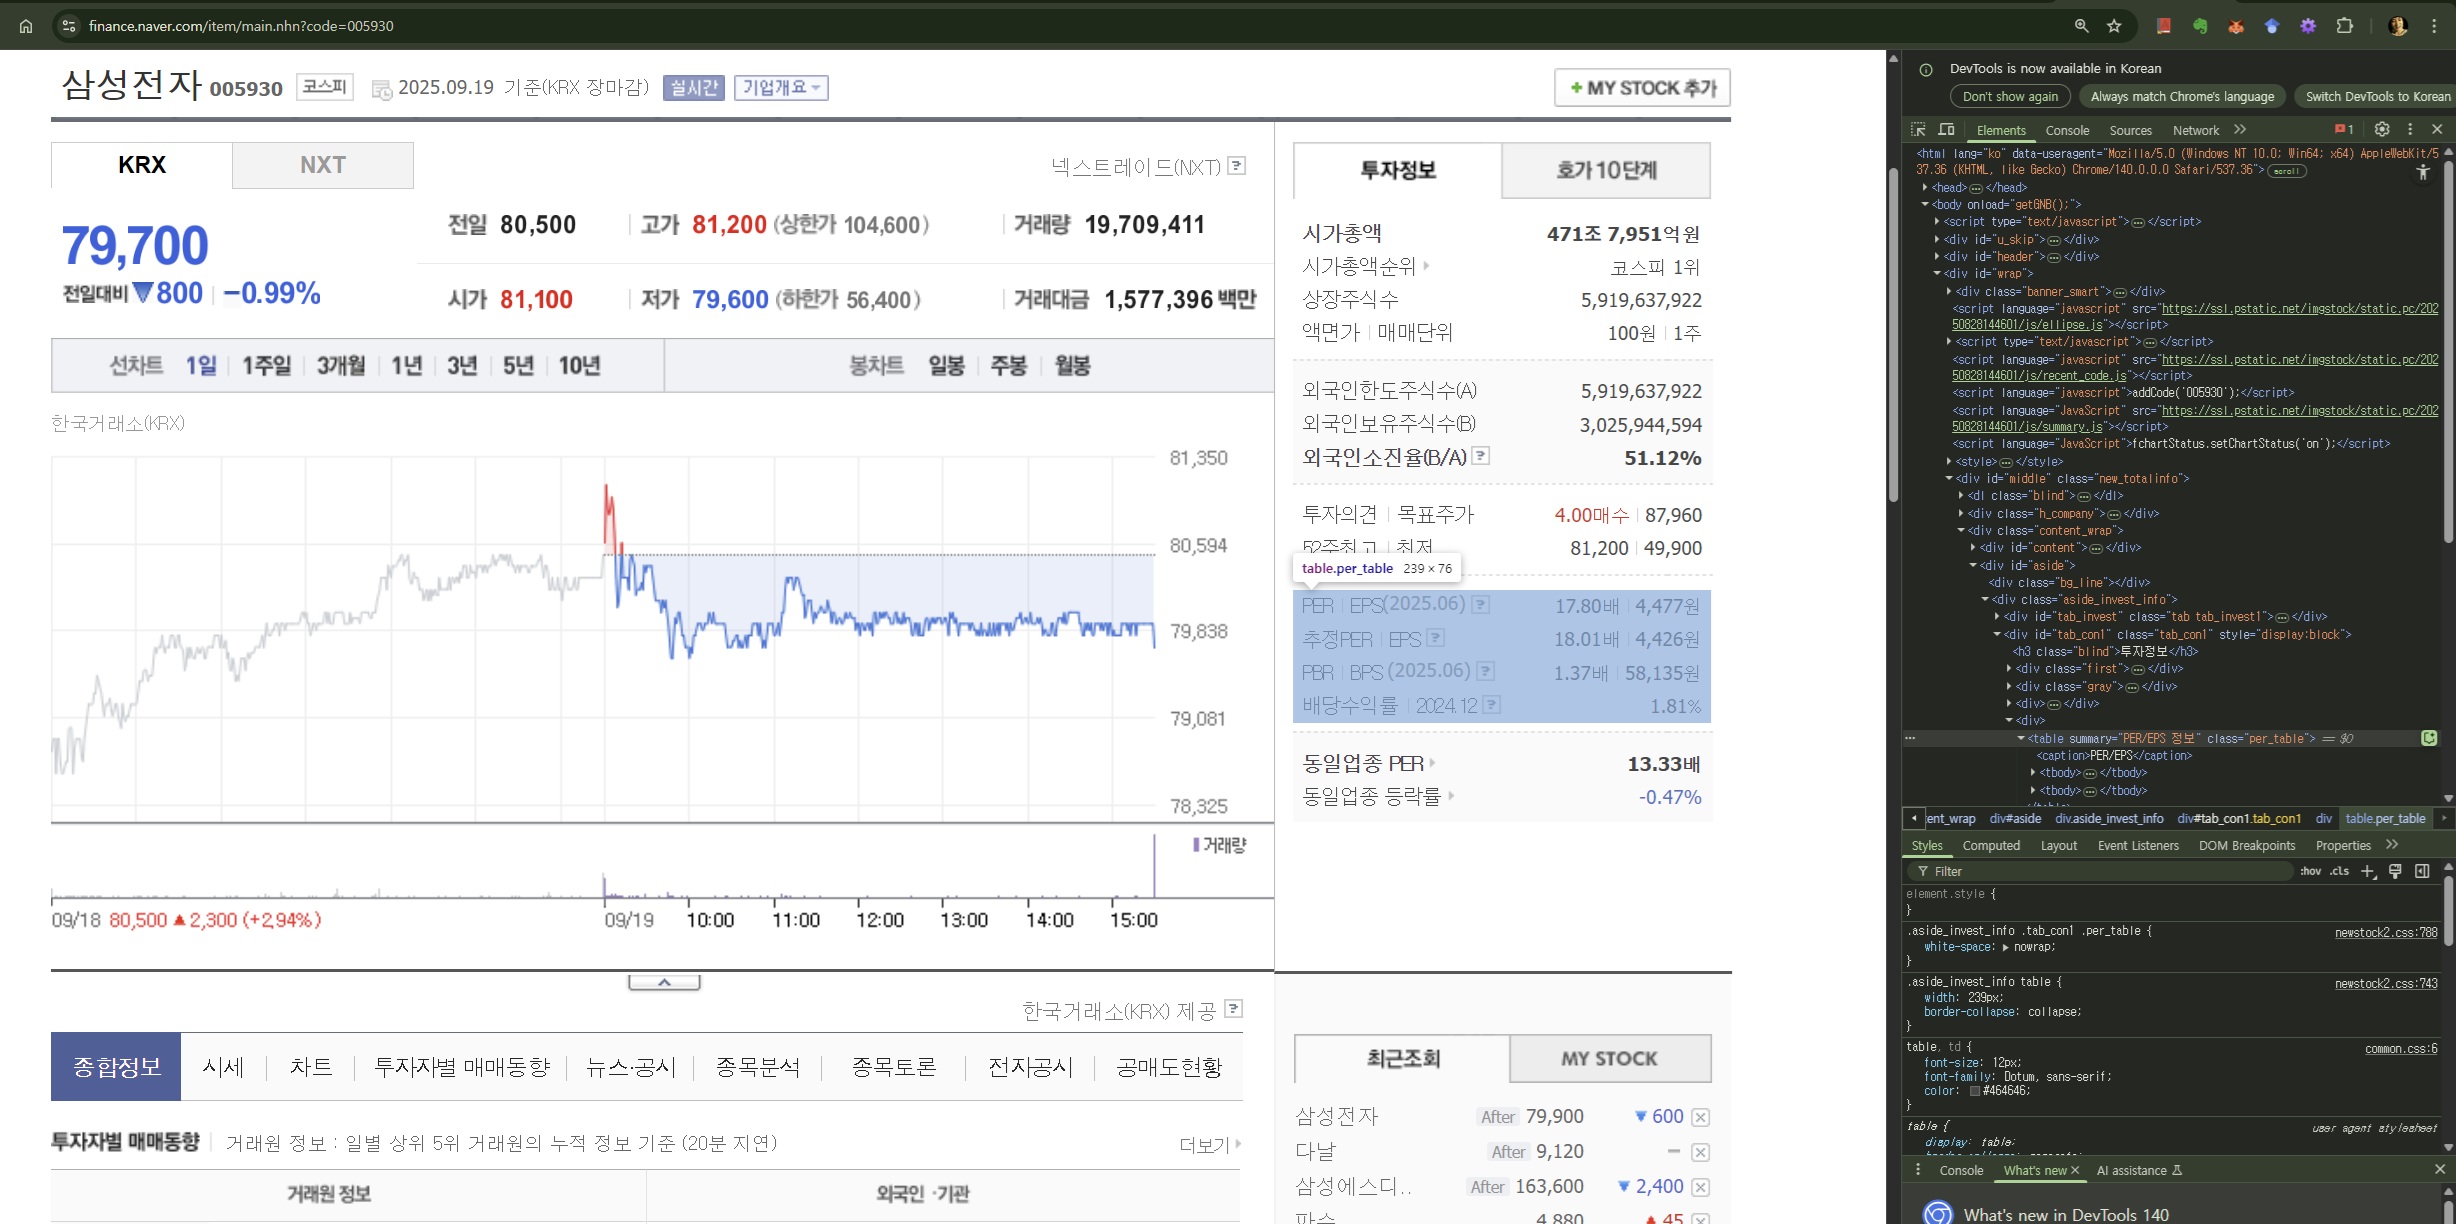 finance.naver.com/item/main.nhn?code=005930
삼성전자 005930 코스피 2025.09.19 기준(KRX 장마감) 실시간 기업개요
MY STOCK 추가
KRX NXT
넥스트레이드(NXT) ?
79,700
전일대비 ▼800 -0.99%
전일 80,500 고가 81,200 (상한가 104,600) 거래량 19,709,411
시가 81,100 저가 79,600 (하한가 56,400) 거래대금 1,577,396 백만
선차트 1일 1주일 3개월 1년 3년 5년 10년 봉차트 일봉 주봉 월봉
한국거래소(KRX)
81,350
80,594
79,838
79,081
78,325
거래량
09/18 80,500 ▲2,300 (+2,94%) 09/19 10:00 11:00 12:00 13:00 14:00 15:00
투자정보 호가 10단계
시가총액 471조 7,951억원
시가총액순위 코스피 1위
상장주식수 5,919,637,922
액면가 매매단위 100원 1주
외국인한도주식수(A) 5,919,637,922
외국인보유주식수(B) 3,025,944,594
외국인소진율(B/A) ? 51.12%
투자의견 목표주가 4.00매수 87,960
52주최고 최저 81,200 49,900
table.per_table 239 × 76
PER EPS(2025.06) ? 17.80배 4,477원
추정PER EPS ? 18.01배 4,426원
PBR BPS (2025.06) ? 1.37배 58,135원
배당수익률 2024.12 ? 1.81%
동일업종 PER 13.33배
동일업종 등락률 -0.47%
한국거래소(KRX) 제공 ?
종합정보 시세 차트 투자자별 매매동향 뉴스·공시 종목분석 종목토론 전자공시 공매도현황
투자자별 매매동향 거래원 정보 : 일별 상위 5위 거래원의 누적 정보 기준 (20분 지연) 더보기
거래원 정보 외국인 ·기관
최근조회 MY STOCK
삼성전자 After 79,900 ▼ 600
다날 After 9,120 −
삼성에스디.. After 163,600 ▼ 2,400
파수 4,880 ▲ 45
DevTools is now available in Korean
Don't show again Always match Chrome's language Switch DevTools to Korean
Elements Console Sources Network 1
<html lang="ko" data-useragent="Mozilla/5.0 (Windows NT 10.0; Win64; x64) AppleWebKit/5
37.36 (KHTML, like Gecko) Chrome/140.0.0.0 Safari/537.36"> scroll
<head>…</head>
<body onload="getGNB();">
<script type="text/javascript">…</script>
<div id="u_skip">…</div>
<div id="header">…</div>
<div id="wrap">
<div class="banner_smart">…</div>
<script language="javascript" src="https://ssl.pstatic.net/imgstock/static.pc/202
50828144601/js/ellipse.js"></script>
<script type="text/javascript">…</script>
<script language="javascript" src="https://ssl.pstatic.net/imgstock/static.pc/202
50828144601/js/recent_code.js"></script>
<script language="javascript">addCode('005930');</script>
<script language="JavaScript" src="https://ssl.pstatic.net/imgstock/static.pc/202
50828144601/js/summary.js"></script>
<script language="JavaScript">fchartStatus.setChartStatus('on');</script>
<style>…</style>
<div id="middle" class="new_totalinfo">
<dl class="blind">…</dl>
<div class="h_company">…</div>
<div class="content_wrap">
<div id="content">…</div>
<div id="aside">
<div class="bg_line"></div>
<div class="aside_invest_info">
<div id="tab_invest" class="tab tab_invest1">…</div>
<div id="tab_con1" class="tab_con1" style="display:block">
<h3 class="blind">투자정보</h3>
<div class="first">…</div>
<div class="gray">…</div>
<div>…</div>
<div>
<table summary="PER/EPS 정보" class="per_table"> == $0
<caption>PER/EPS</caption>
<tbody>…</tbody>
<tbody>…</tbody>
ent_wrap div#aside div.aside_invest_info div#tab_con1.tab_con1 div table.per_table
Styles Computed Layout Event Listeners DOM Breakpoints Properties
Filter :hov .cls
element.style {
}
.aside_invest_info .tab_con1 .per_table { newstock2.css:788
white-space: nowrap;
}
.aside_invest_info table { newstock2.css:743
width: 239px;
border-collapse: collapse;
}
table, td { common.css:6
font-size: 12px;
font-family: Dotum, sans-serif;
color: #464646;
}
table { user agent stylesheet
display: table;
Console What's new AI assistance
What's new in DevTools 140